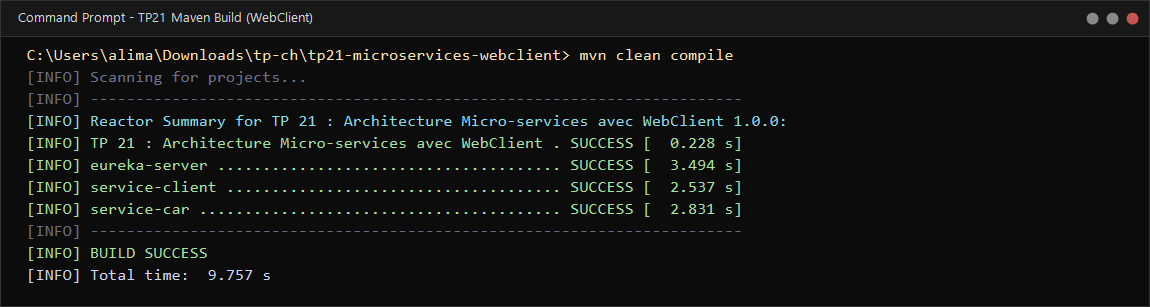 Command Prompt - TP21 Maven Build (WebClient)
C:\Users\alima\Downloads\tp-ch\tp21-microservices-webclient> mvn clean compile
[INFO] Scanning for projects...
[INFO] ------------------------------------------------------------------------
[INFO] Reactor Summary for TP 21 : Architecture Micro-services avec WebClient 1.0.0:
[INFO] TP 21 : Architecture Micro-services avec WebClient . SUCCESS [  0.228 s]
[INFO] eureka-server ...................................... SUCCESS [  3.494 s]
[INFO] service-client ..................................... SUCCESS [  2.537 s]
[INFO] service-car ........................................ SUCCESS [  2.831 s]
[INFO] ------------------------------------------------------------------------
[INFO] BUILD SUCCESS
[INFO] Total time:  9.757 s